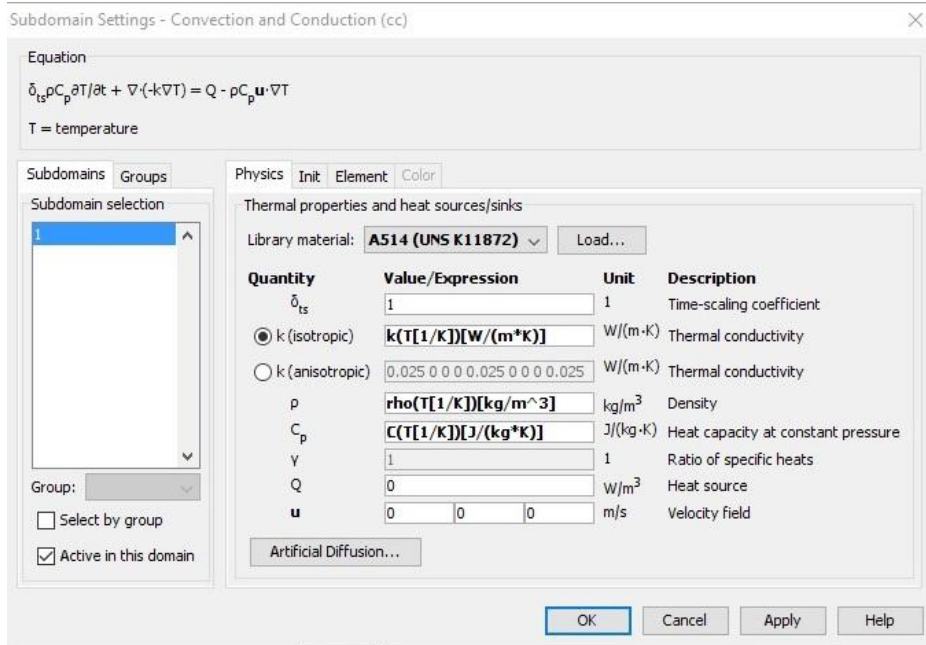 Subdomain Settings - Convection and Conduction (cc)
Equation
δtsρCp∂T/∂t + ∇·(-k∇T) = Q - ρCpu·∇T
T = temperature
Subdomains Groups
Subdomain selection
1
Group:
Select by group
Active in this domain
Physics Init Element Color
Thermal properties and heat sources/sinks
Library material: A514 (UNS K11872) Load...
Quantity Value/Expression Unit Description
δts 1 1 Time-scaling coefficient
k (isotropic) k(T[1/K])[W/(m*K)] W/(m·K) Thermal conductivity
k (anisotropic) 0.025 0 0 0 0.025 0 0 0 0.025 W/(m·K) Thermal conductivity
ρ rho(T[1/K])[kg/m^3] kg/m³ Density
Cp C(T[1/K])[J/(kg*K)] J/(kg·K) Heat capacity at constant pressure
γ 1 1 Ratio of specific heats
Q 0 W/m³ Heat source
u 0 0 0 m/s Velocity field
Artificial Diffusion...
OK Cancel Apply Help